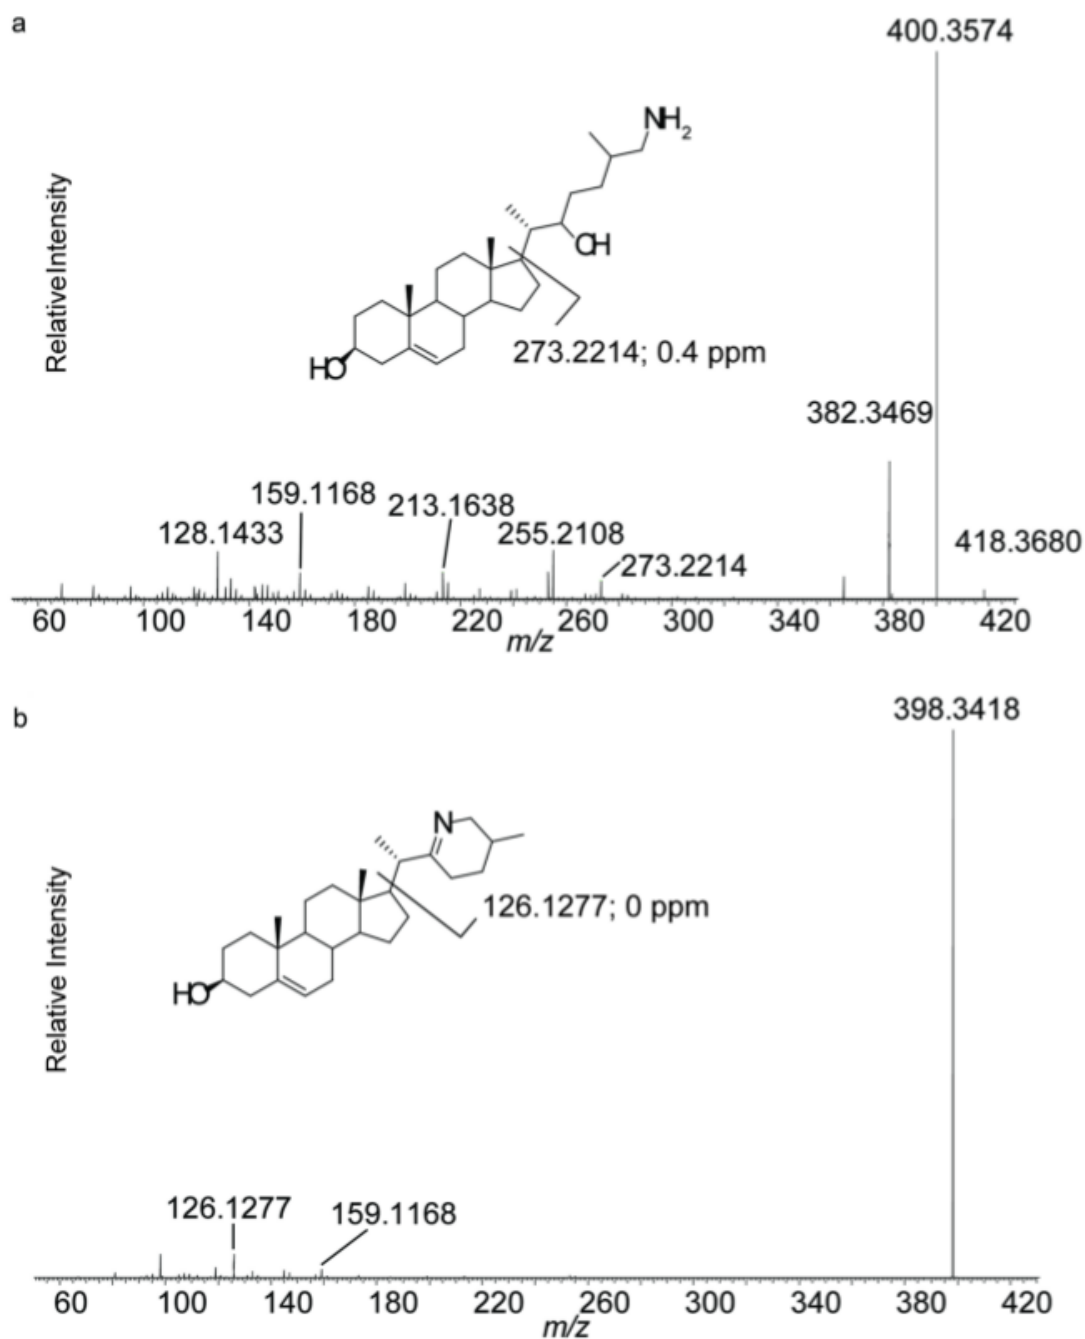 a
400.3574
NH2
Relative Intensity
OH
HO
273.2214; 0.4 ppm
382.3469
159.1168
213.1638
128.1433
255.2108
418.3680
273.2214
60 100 140 180 220 260 300 340 380 420
m/z
b
398.3418
N
Relative Intensity
126.1277; 0 ppm
HO
126.1277
159.1168
60 100 140 180 220 260 300 340 380 420
m/z